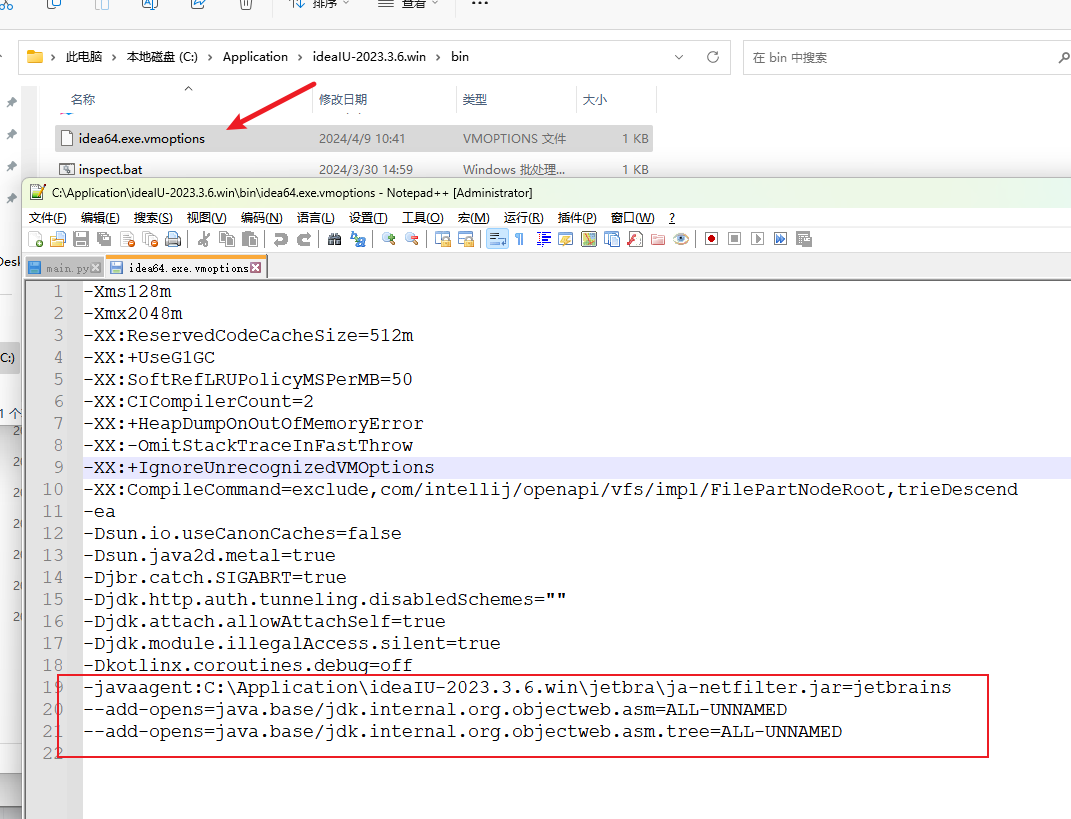 排序 查看
此电脑 › 本地磁盘 (C:) › Application › ideaIU-2023.3.6.win › bin
在 bin 中搜索
名称 修改日期 类型 大小
idea64.exe.vmoptions 2024/4/9 10:41 VMOPTIONS 文件 1 KB
inspect.bat 2024/3/30 14:59 Windows 批处理... 1 KB
C:\Application\ideaIU-2023.3.6.win\bin\idea64.exe.vmoptions - Notepad++ [Administrator]
文件(F) 编辑(E) 搜索(S) 视图(V) 编码(N) 语言(L) 设置(T) 工具(O) 宏(M) 运行(R) 插件(P) 窗口(W) ?
main.py idea64.exe.vmoptions
1 -Xms128m
2 -Xmx2048m
3 -XX:ReservedCodeCacheSize=512m
4 -XX:+UseG1GC
5 -XX:SoftRefLRUPolicyMSPerMB=50
6 -XX:CICompilerCount=2
7 -XX:+HeapDumpOnOutOfMemoryError
8 -XX:-OmitStackTraceInFastThrow
9 -XX:+IgnoreUnrecognizedVMOptions
10 -XX:CompileCommand=exclude,com/intellij/openapi/vfs/impl/FilePartNodeRoot,trieDescend
11 -ea
12 -Dsun.io.useCanonCaches=false
13 -Dsun.java2d.metal=true
14 -Djbr.catch.SIGABRT=true
15 -Djdk.http.auth.tunneling.disabledSchemes=""
16 -Djdk.attach.allowAttachSelf=true
17 -Djdk.module.illegalAccess.silent=true
18 -Dkotlinx.coroutines.debug=off
19 -javaagent:C:\Application\ideaIU-2023.3.6.win\jetbra\ja-netfilter.jar=jetbrains
20 --add-opens=java.base/jdk.internal.org.objectweb.asm=ALL-UNNAMED
21 --add-opens=java.base/jdk.internal.org.objectweb.asm.tree=ALL-UNNAMED
22